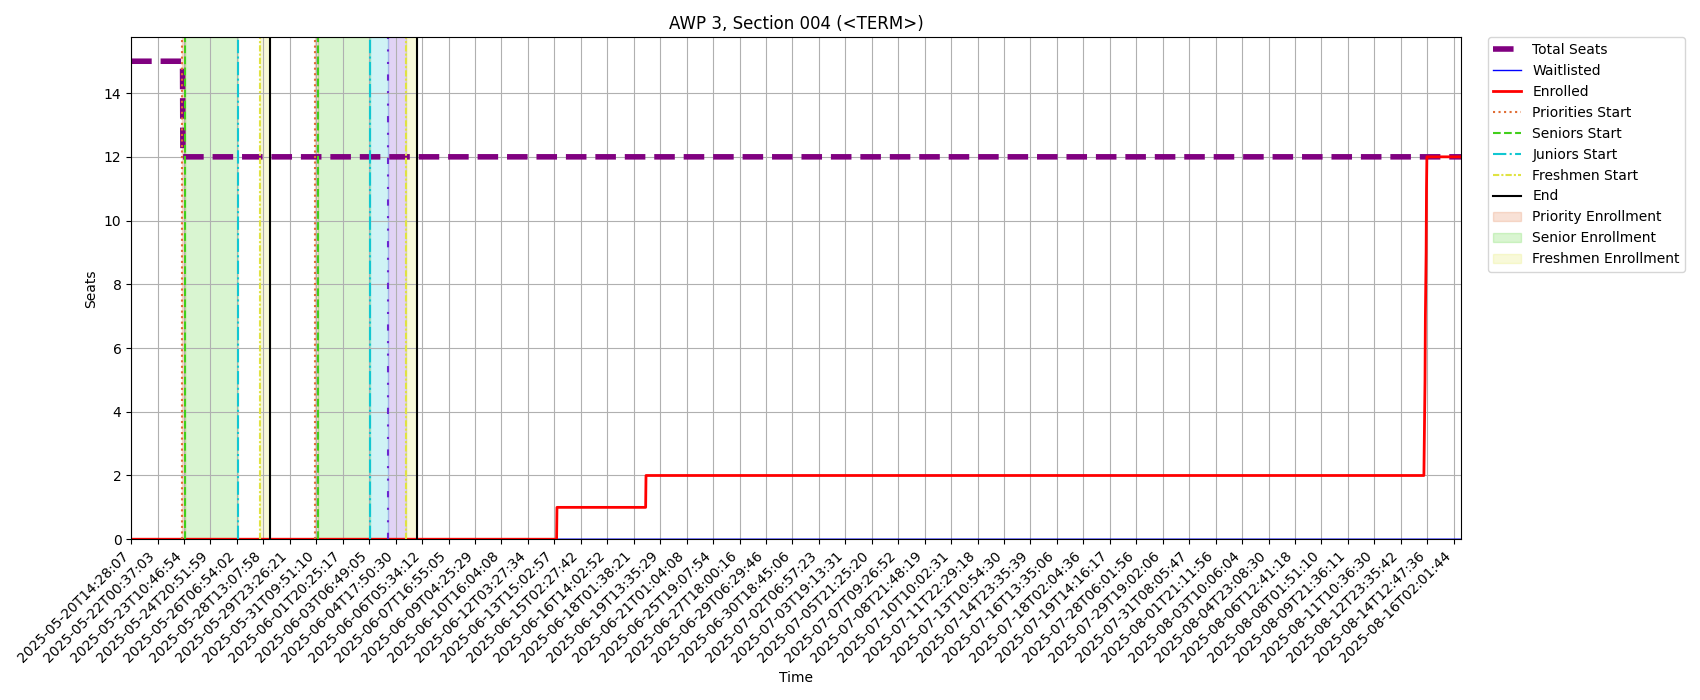 AWP 3, Section 004 (<TERM>)
Total Seats
Waitlisted
Enrolled
Priorities Start
Seniors Start
Juniors Start
Freshmen Start
End
Priority Enrollment
Senior Enrollment
Freshmen Enrollment
14
12
10
8
6
4
2
0
Seats
2025-05-20T14:28:07
2025-05-22T00:37:03
2025-05-23T10:46:54
2025-05-24T20:51:59
2025-05-26T06:54:02
2025-05-28T13:07:58
2025-05-29T23:26:21
2025-05-31T09:51:10
2025-06-01T20:25:17
2025-06-03T06:49:05
2025-06-04T17:50:30
2025-06-06T05:34:12
2025-06-07T16:55:05
2025-06-09T04:25:29
2025-06-10T16:04:08
2025-06-12T03:27:34
2025-06-13T15:02:57
2025-06-15T02:27:42
2025-06-16T14:02:52
2025-06-18T01:38:21
2025-06-19T13:35:29
2025-06-21T01:04:08
2025-06-25T19:07:54
2025-06-27T18:00:16
2025-06-29T06:29:46
2025-06-30T18:45:06
2025-07-02T06:57:23
2025-07-03T19:13:31
2025-07-05T21:25:20
2025-07-07T09:26:52
2025-07-08T21:48:19
2025-07-10T10:02:31
2025-07-11T22:29:18
2025-07-13T10:54:30
2025-07-14T23:35:39
2025-07-16T13:35:06
2025-07-18T02:04:36
2025-07-19T14:16:17
2025-07-28T06:01:56
2025-07-29T19:02:06
2025-07-31T08:05:47
2025-08-01T21:11:56
2025-08-03T10:06:04
2025-08-04T23:08:30
2025-08-06T12:41:18
2025-08-08T01:51:10
2025-08-09T21:36:11
2025-08-11T10:36:30
2025-08-12T23:35:42
2025-08-14T12:47:36
2025-08-16T02:01:44
Time